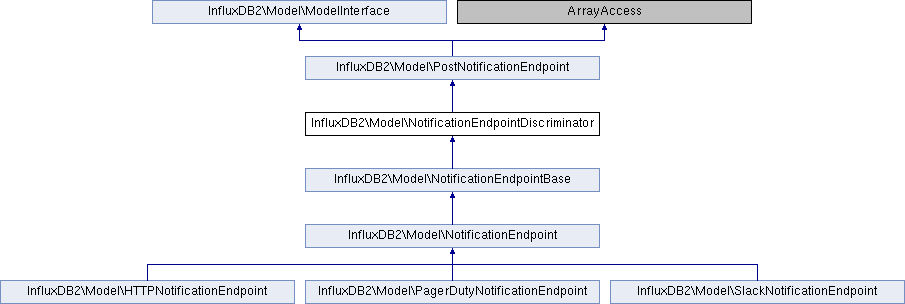 InfluxDB2\Model\ModelInterface
ArrayAccess
InfluxDB2\Model\PostNotificationEndpoint
InfluxDB2\Model\NotificationEndpointDiscriminator
InfluxDB2\Model\NotificationEndpointBase
InfluxDB2\Model\NotificationEndpoint
InfluxDB2\Model\HTTPNotificationEndpoint
InfluxDB2\Model\PagerDutyNotificationEndpoint
InfluxDB2\Model\SlackNotificationEndpoint